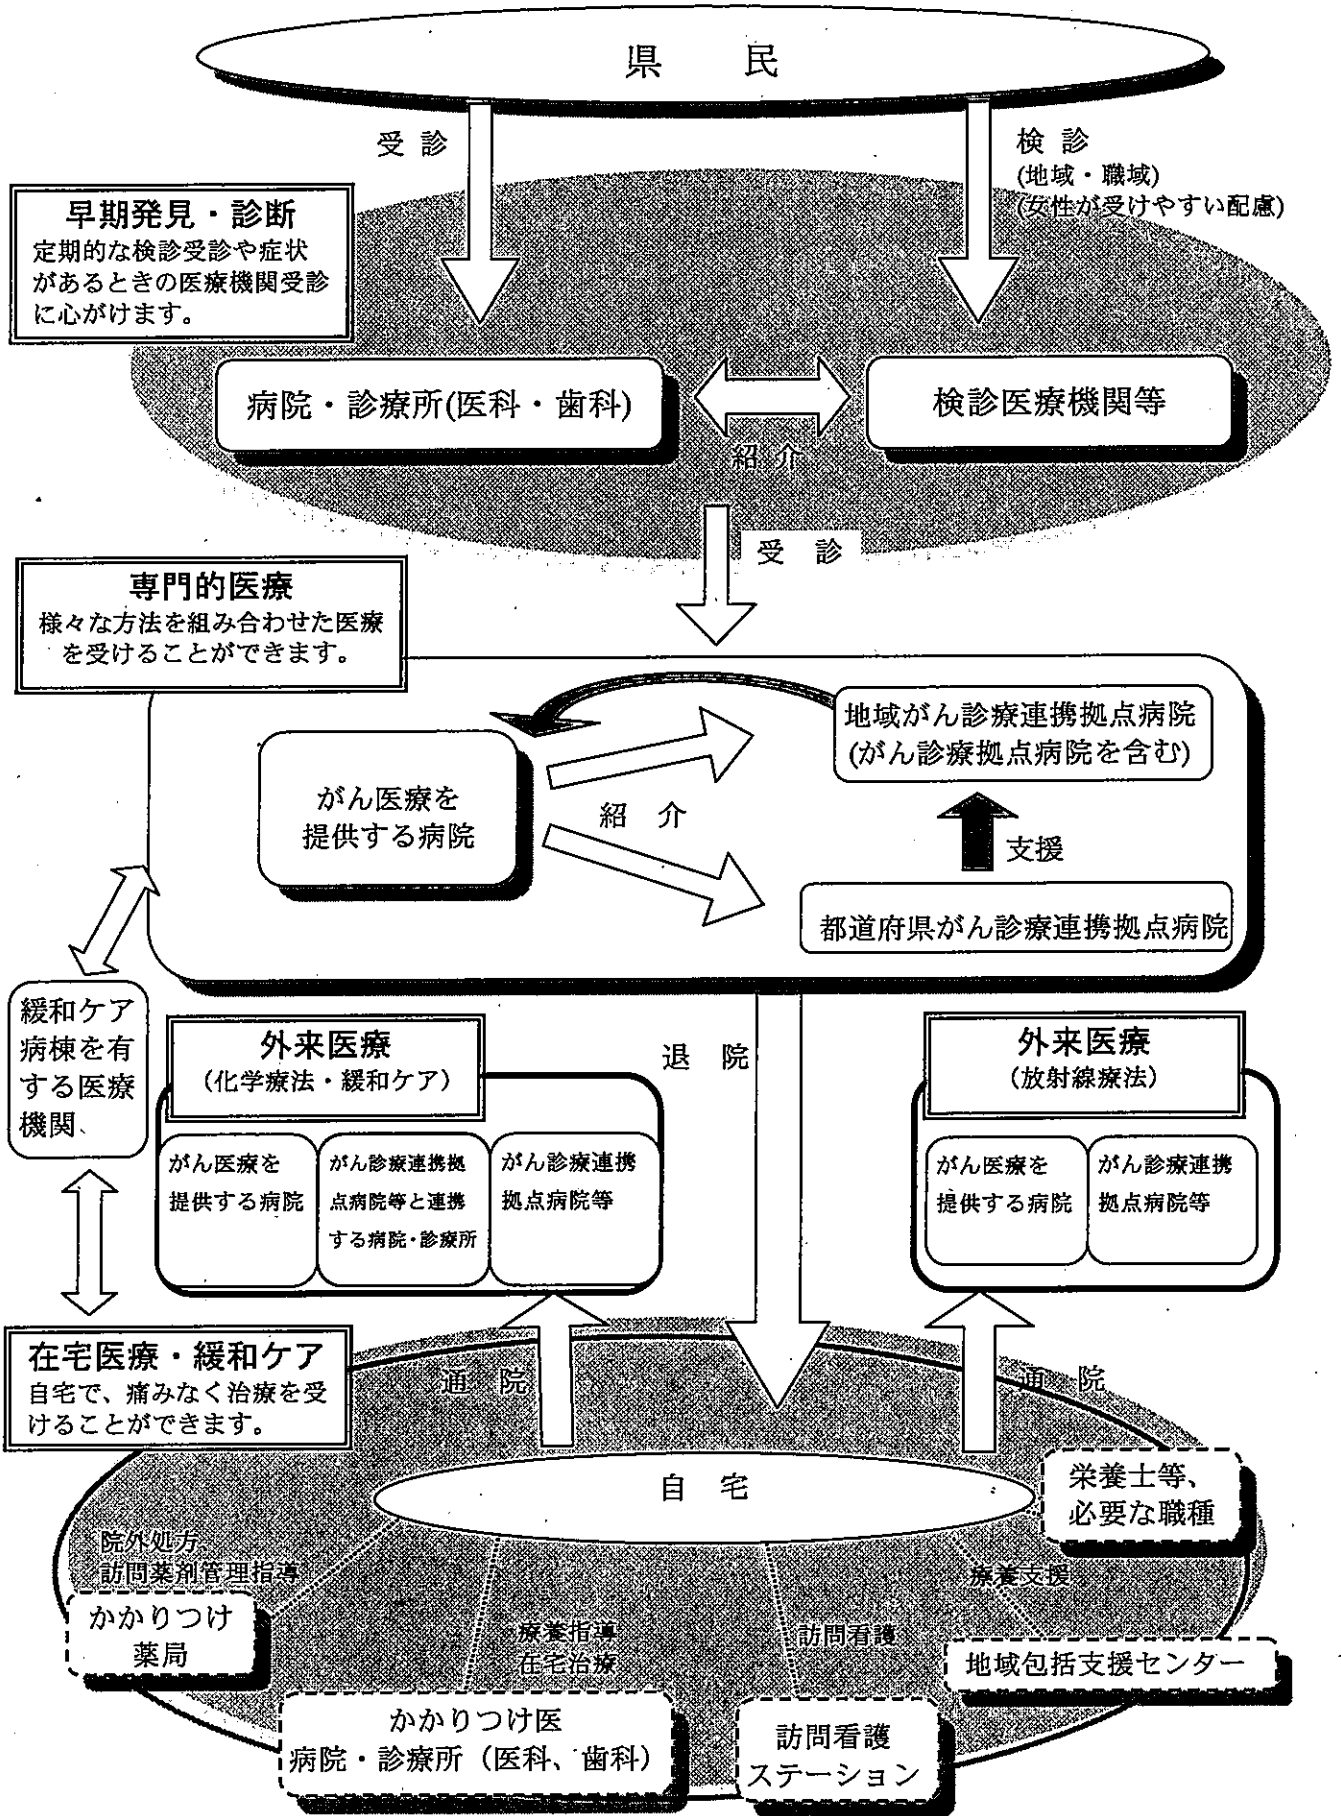 県　民
受 診
検 診
(地域・職域)
(女性が受けやすい配慮)
早期発見・診断
定期的な検診受診や症状
があるときの医療機関受診
に心がけます。
病院・診療所(医科・歯科)
検診医療機関等
紹 介
受 診
専門的医療
様々な方法を組み合わせた医療
を受けることができます。
地域がん診療連携拠点病院
(がん診療拠点病院を含む)
がん医療を
提供する病院
紹 介
支援
都道府県がん診療連携拠点病院
緩和ケア
病棟を有
する医療
機関、
外来医療
(化学療法・緩和ケア)
がん医療を
提供する病院
がん診療連携拠
点病院等と連携
する病院・診療所
がん診療連携
拠点病院等
退 院
外来医療
(放射線療法)
がん医療を
提供する病院
がん診療連携
拠点病院等
在宅医療・緩和ケア
自宅で、痛みなく治療を受
けることができます。
通 院
通 院
自 宅
栄養士等、
必要な職種
院外処方、
訪問薬剤管理指導
かかりつけ
薬局
療養指導
在宅治療
訪問看護
療養支援
地域包括支援センター
かかりつけ医
病院・診療所（医科、歯科）
訪問看護
ステーション